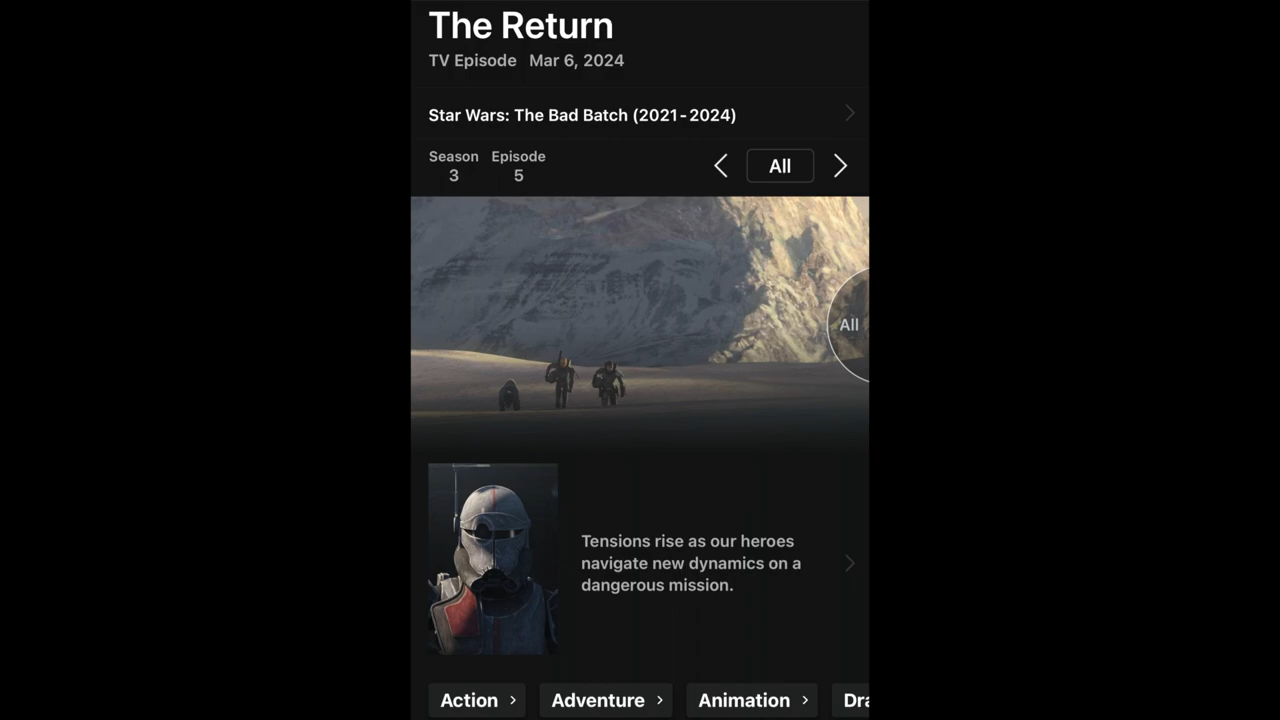 The Return
TV Episode Mar 6, 2024
Star Wars: The Bad Batch (2021-2024)
Season Episode
3 5
All
All
Tensions rise as our heroes
navigate new dynamics on a
dangerous mission.
Action
Adventure
Animation